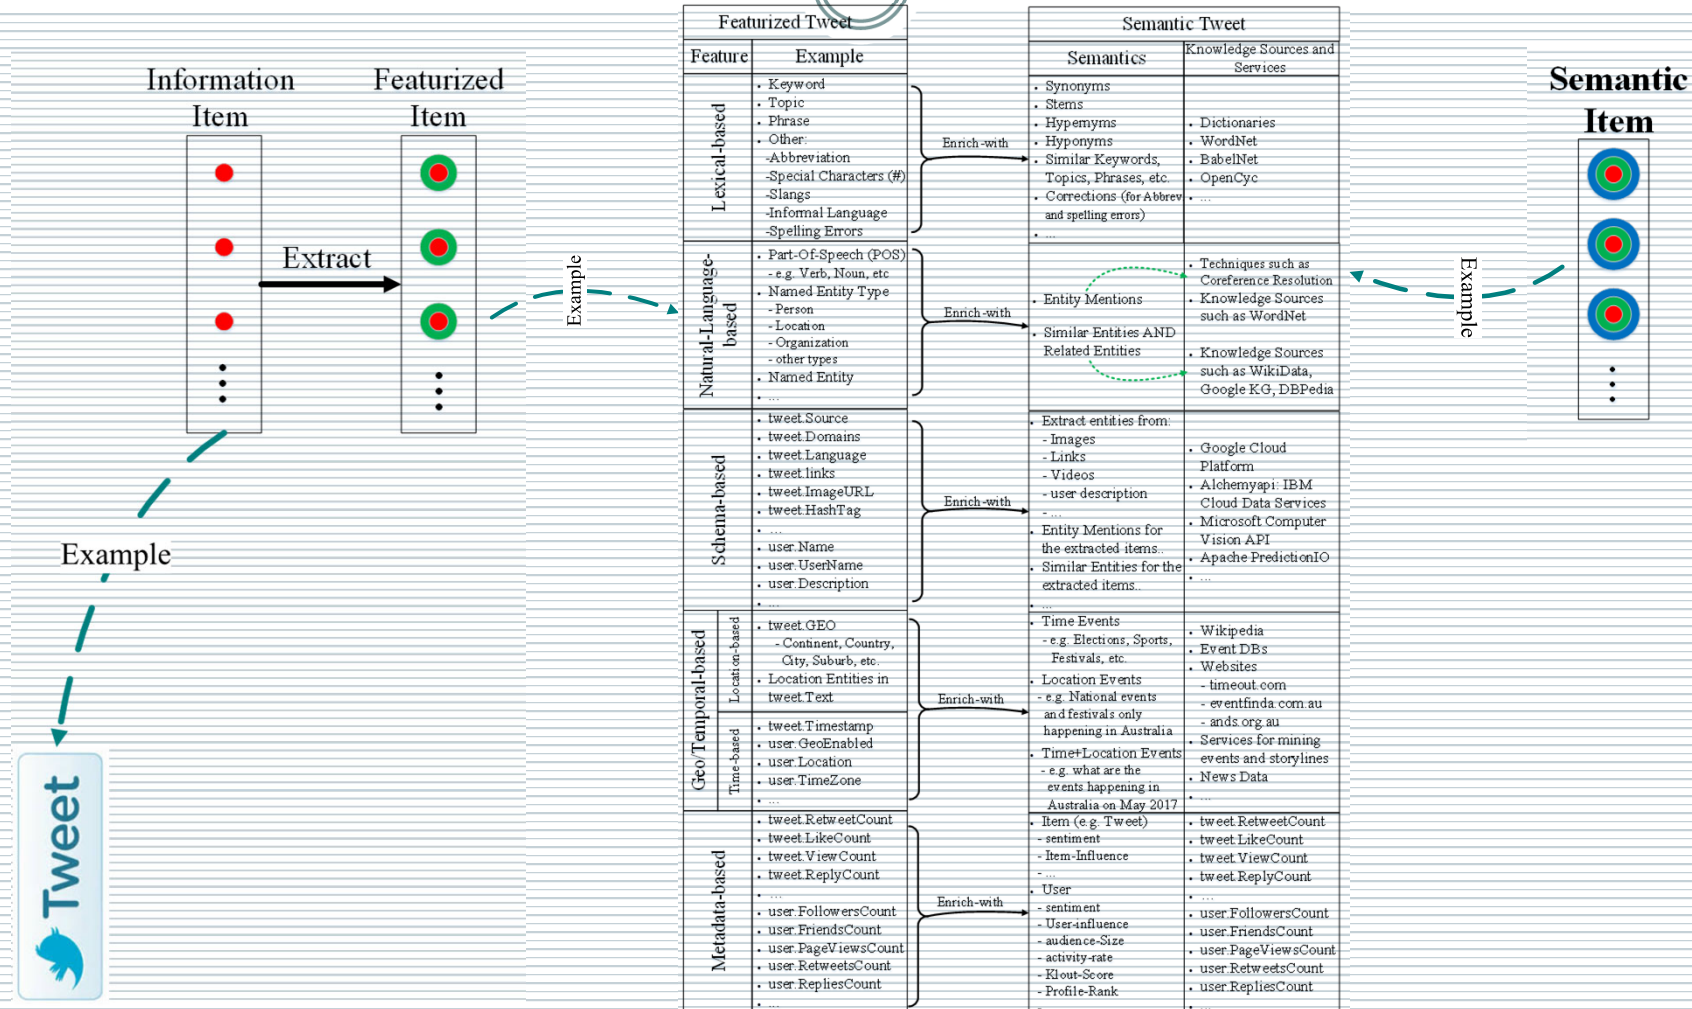 Information
Item
Featurized
Item
Extract
Example
Tweet
Example
Featurized Tweet
Feature
Example
Lexical-based
• Keyword
• Topic
• Phrase
• Other:
-Abbreviation
-Special Characters (#)
-Slangs
-Informal Language
-Spelling Errors
Natural-Language-
based
• Part-Of-Speech (POS)
- e.g. Verb, Noun, etc
• Named Entity Type
- Person
- Location
- Organization
- other types
• Named Entity
• ...
Schema-based
• tweet.Source
• tweet.Domains
• tweet.Language
• tweet.links
• tweet.ImageURL
• tweet.HashTag
• ...
• user.Name
• user.UserName
• user.Description
• ...
Geo/Temporal-based
Location-based
• tweet.GEO
- Continent, Country,
City, Suburb, etc.
• Location Entities in
tweet.Text
Time-based
• tweet.Timestamp
• user.GeoEnabled
• user.Location
• user.TimeZone
• ...
Metadata-based
• tweet.RetweetCount
• tweet.LikeCount
• tweet.ViewCount
• tweet.ReplyCount
• ...
• user.FollowersCount
• user.FriendsCount
• user.PageViewsCount
• user.RetweetsCount
• user.RepliesCount
• ...
Enrich-with
Enrich-with
Enrich-with
Enrich-with
Enrich-with
Semantic Tweet
Semantics
Knowledge Sources and
Services
• Synonyms
• Stems
• Hypernyms
• Hyponyms
• Similar Keywords,
Topics, Phrases, etc.
• Corrections (for Abbrev
and spelling errors)
• ...
• Dictionaries
• WordNet
• BabelNet
• OpenCyc
• ...
• Entity Mentions
• Similar Entities AND
Related Entities
• Techniques such as
Coreference Resolution
• Knowledge Sources
such as WordNet
• Knowledge Sources
such as WikiData,
Google KG, DBPedia
• Extract entities from:
- Images
- Links
- Videos
- user description
- ...
• Entity Mentions for
the extracted items..
• Similar Entities for the
extracted items..
• ...
• Google Cloud
Platform
• Alchemyapi: IBM
Cloud Data Services
• Microsoft Computer
Vision API
• Apache PredictionIO
• ...
• Time Events
- e.g. Elections, Sports,
Festivals, etc.
• Location Events
- e.g. National events
and festivals only
happening in Australia
• Time+Location Events
- e.g. what are the
events happening in
Australia on May 2017
• Wikipedia
• Event DBs
• Websites
- timeout.com
- eventfinda.com.au
- ands.org.au
• Services for mining
events and storylines
• News Data
• ...
• Item (e.g. Tweet)
- sentiment
- Item-Influence
- ...
• User
- sentiment
- User-influence
- audience-Size
- activity-rate
- Klout-Score
- Profile-Rank
• tweet.RetweetCount
• tweet.LikeCount
• tweet.ViewCount
• tweet.ReplyCount
• ...
• user.FollowersCount
• user.FriendsCount
• user.PageViewsCount
• user.RetweetsCount
• user.RepliesCount
Example
Semantic
Item